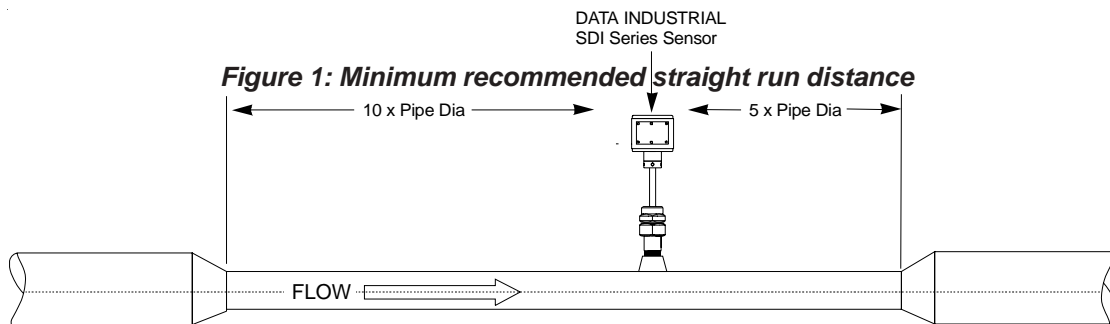 DATA INDUSTRIAL
SDI Series Sensor
Figure 1: Minimum recommended straight run distance
10 x Pipe Dia
5 x Pipe Dia
FLOW